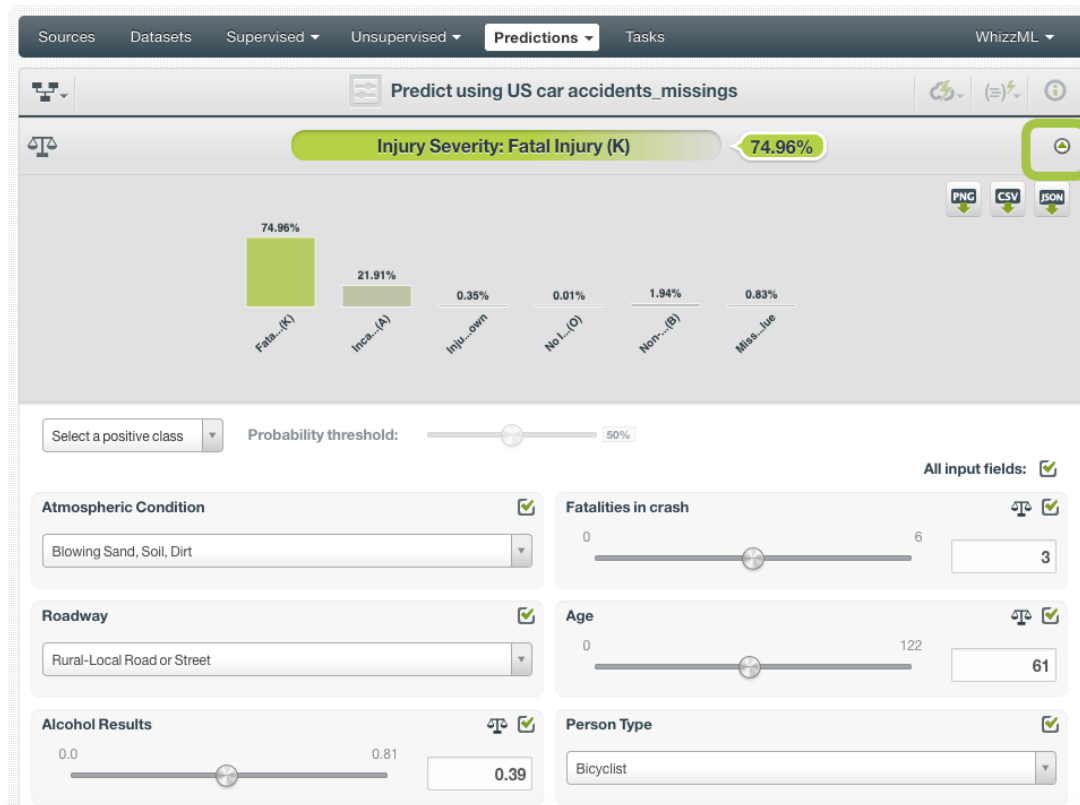 Sources Datasets Supervised Unsupervised Predictions Tasks WhizzML
Predict using US car accidents_missings
Injury Severity: Fatal Injury (K) 74.96%
PNG CSV JSON
74.96%
21.91%
0.35%
0.01%
1.94%
0.83%
Fata...(K)
Inca...(A)
Inju...own
No I...(O)
Non-...(B)
Miss...lue
Select a positive class Probability threshold: 50%
All input fields:
Atmospheric Condition
Blowing Sand, Soil, Dirt
Fatalities in crash
0 6
3
Roadway
Rural-Local Road or Street
Age
0 122
61
Alcohol Results
0.0 0.81
0.39
Person Type
Bicyclist